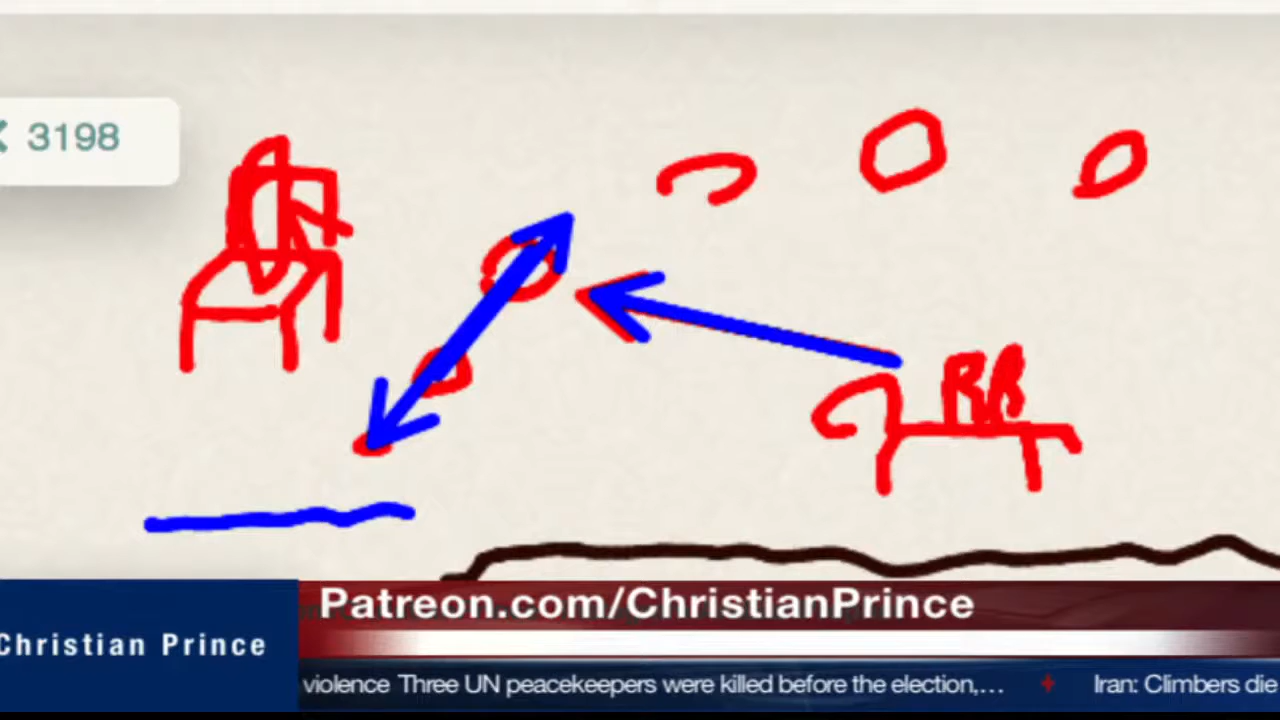 3198
Patreon.com/ChristianPrince
Christian Prince
violence Three UN peacekeepers were killed before the election,... + Iran: Climbers die